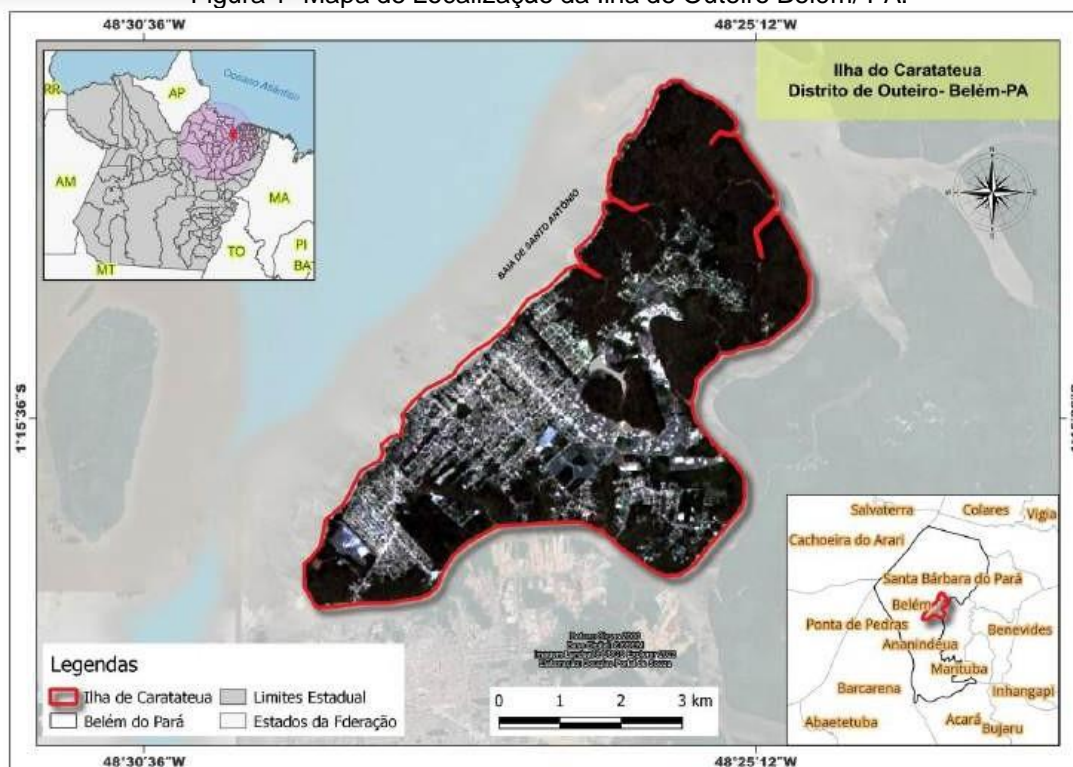 Figura 1- Mapa de Localização da Ilha de Outeiro Belém/ PA.
48°30'36"W
48°25'12"W
Ilha do Caratateua
Distrito de Outeiro- Belém-PA
Oceano Atlântico
RR
AP
AM
MA
PI
TO
BA
MT
BAIA DE SANTO ANTÔNIO
N
1°15'36"S
Salvaterra
Colares
Vigia
Cachoeira do Arari
Santa Bárbara do Pará
Belém
Ponta de Pedras
Benevides
Ananindeua
Marituba
Barcarena
Inhangapi
Abaetetuba
Acará
Bujaru
Legendas
Ilha de Caratateua
Limites Estadual
Belém do Pará
Estados da Fderação
0 1 2 3 km
48°30'36"W
48°25'12"W